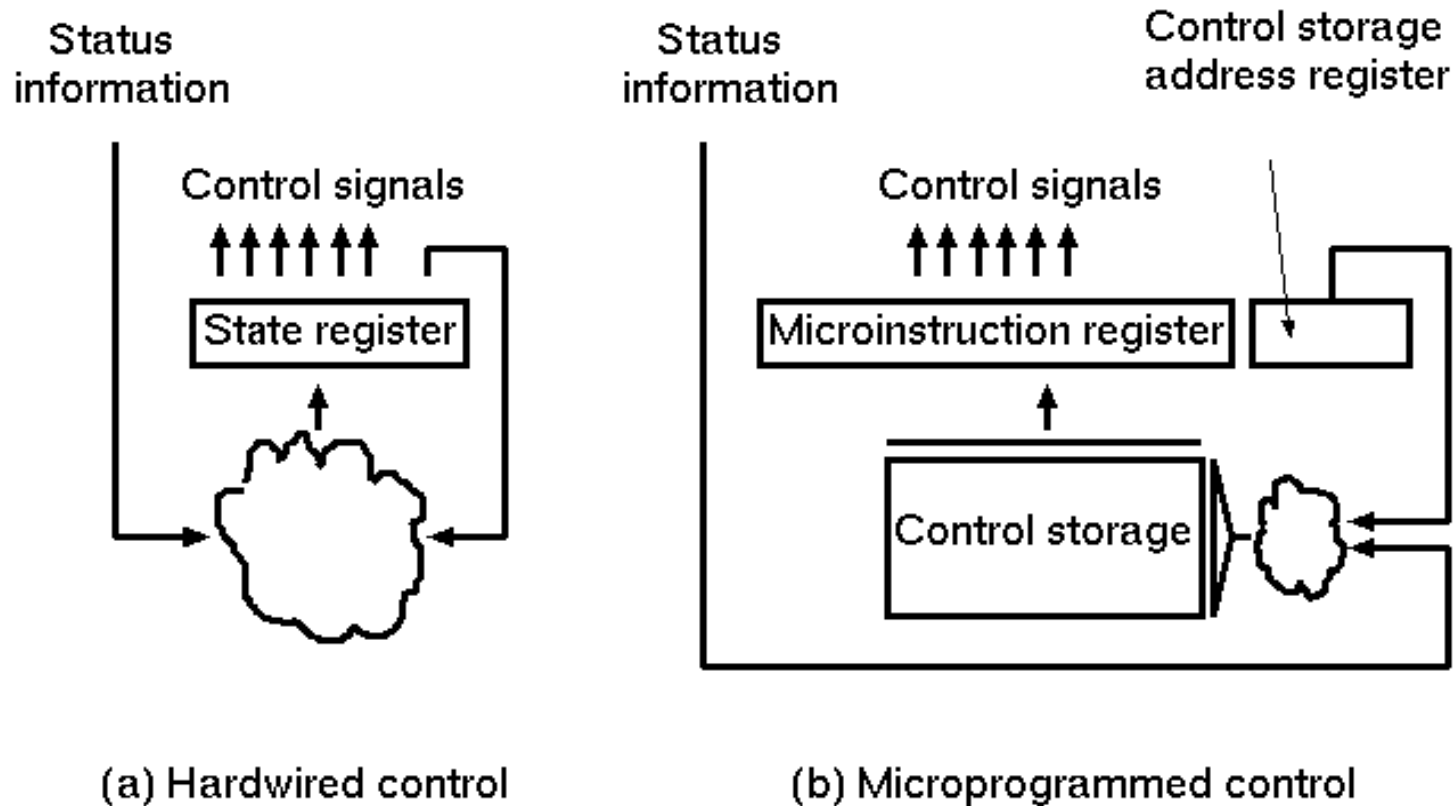 Status
information
Control signals
State register
(a) Hardwired control
Status
information
Control storage
address register
Control signals
Microinstruction register
Control storage
(b) Microprogrammed control